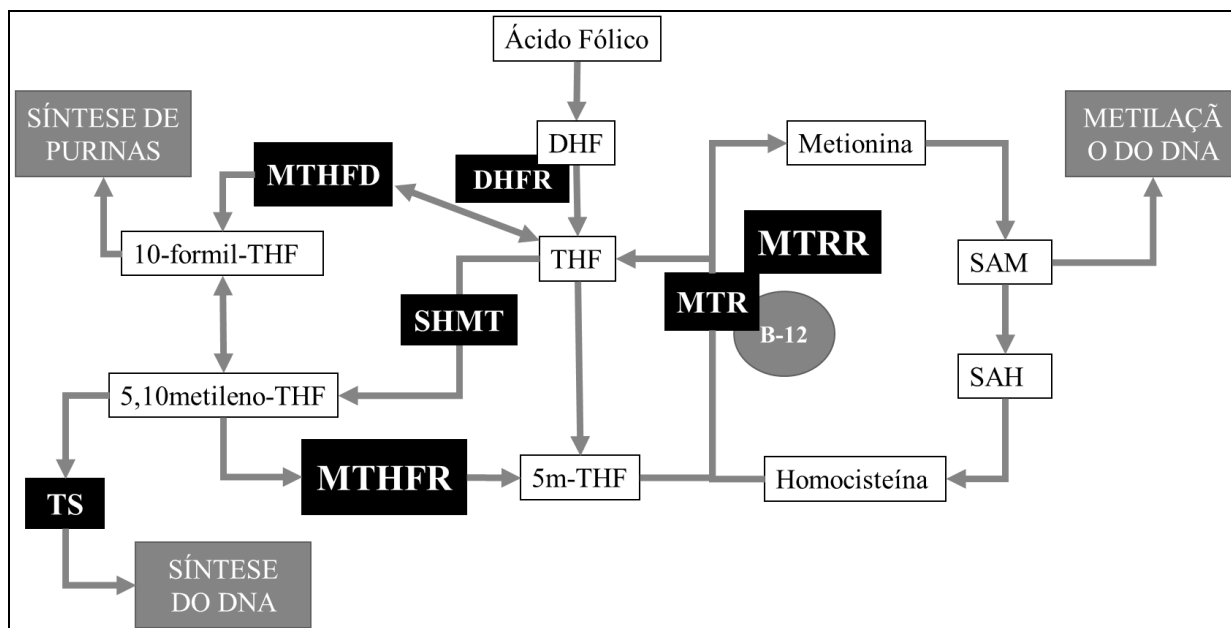 Ácido Fólico
SÍNTESE DE
PURINAS
METILAÇÃ
O DO DNA
DHF
Metionina
MTHFD
DHFR
10-formil-THF
THF
MTRR
SAM
MTR
SHMT
B-12
SAH
5,10metileno-THF
MTHFR
5m-THF
Homocisteína
TS
SÍNTESE
DO DNA